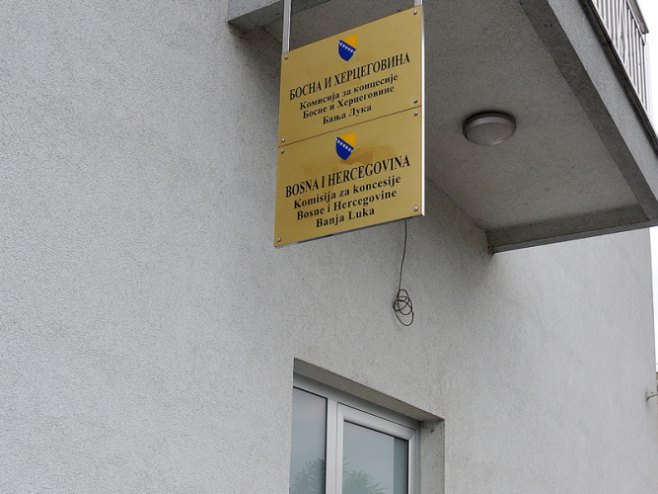 БОСНА И ХЕРЦЕГОВИНА
Комисија за концесије
Босне и Херцеговине
Бања Лука
BOSNA I HERCEGOVINA
Komisija za koncesije
Bosne i Hercegovine
Banja Luka